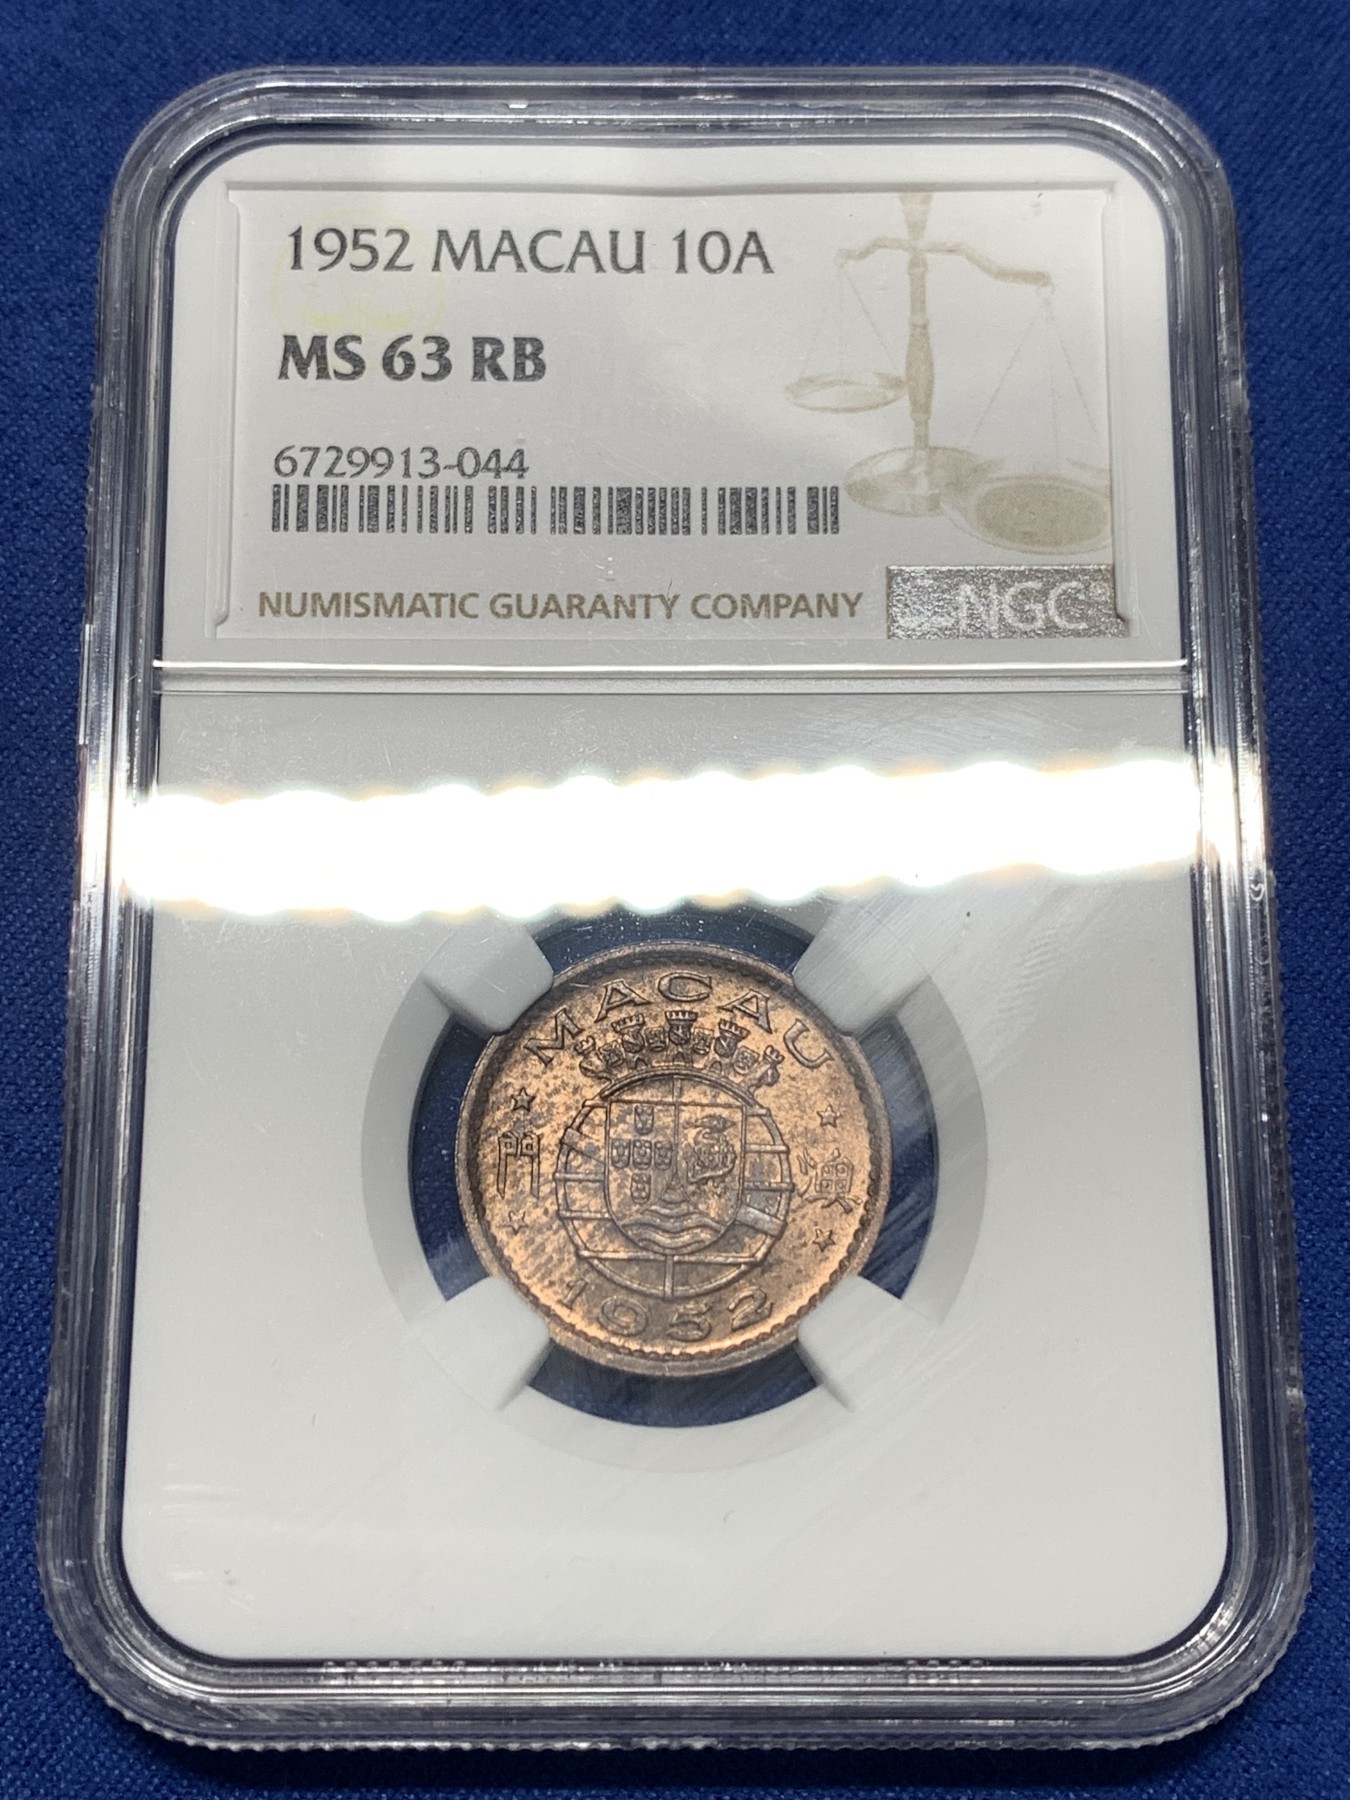 1952 MACAU 10A
MS 63 RB
6729913-044
NUMISMATIC GUARANTY COMPANY
NGC
MACAU
門
澳
1952